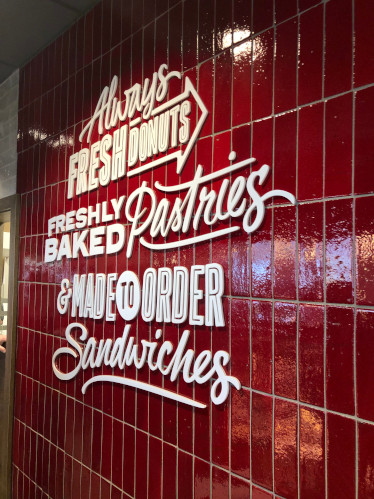 Always
FRESH DONUTS
FRESHLY
BAKED Pastries
& MADE TO ORDER
Sandwiches